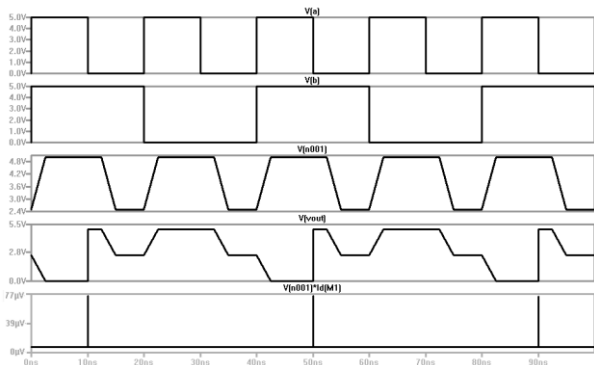 V(a)
5.0V
4.0V
3.0V
2.0V
1.0V
0.0V
V(b)
5.0V
4.0V
3.0V
2.0V
1.0V
0.0V
V(n001)
4.8V
4.2V
3.6V
3.0V
2.4V
V(vout)
5.5V
2.8V
0.0V
V(n001)*Id(M1)
77µV
39µV
0µV
0ns 10ns 20ns 30ns 40ns 50ns 60ns 70ns 80ns 90ns